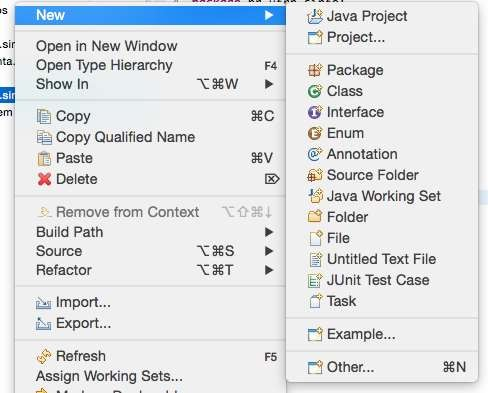 New
Open in New Window
Open Type Hierarchy F4
Show In ⌥⌘W
Copy ⌘C
Copy Qualified Name
Paste ⌘V
Delete ⌦
Remove from Context ⌥⇧⌘↓
Build Path
Source ⌥⌘S
Refactor ⌥⌘T
Import...
Export...
Refresh F5
Assign Working Sets...
Java Project
Project...
Package
Class
Interface
Enum
Annotation
Source Folder
Java Working Set
Folder
File
Untitled Text File
JUnit Test Case
Task
Example...
Other... ⌘N